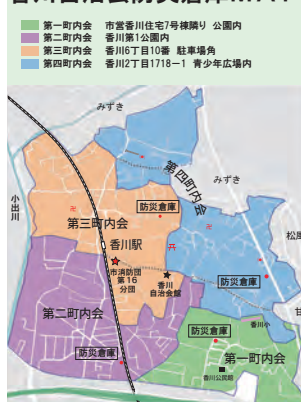 第一町内会 市営香川住宅7号棟隣り 公園内
第二町内会 香川第1公園内
第三町内会 香川6丁目10番 駐車場角
第四町内会 香川2丁目1718-1 青少年広場内
みずき
第四町内会
みずき
小出川
防災倉庫
第三町内会
香川駅
市消防団
第16
分団
香川
自治会館
防災倉庫
第二町内会
香川小
防災倉庫
防災倉庫
第一町内会
香川公民館